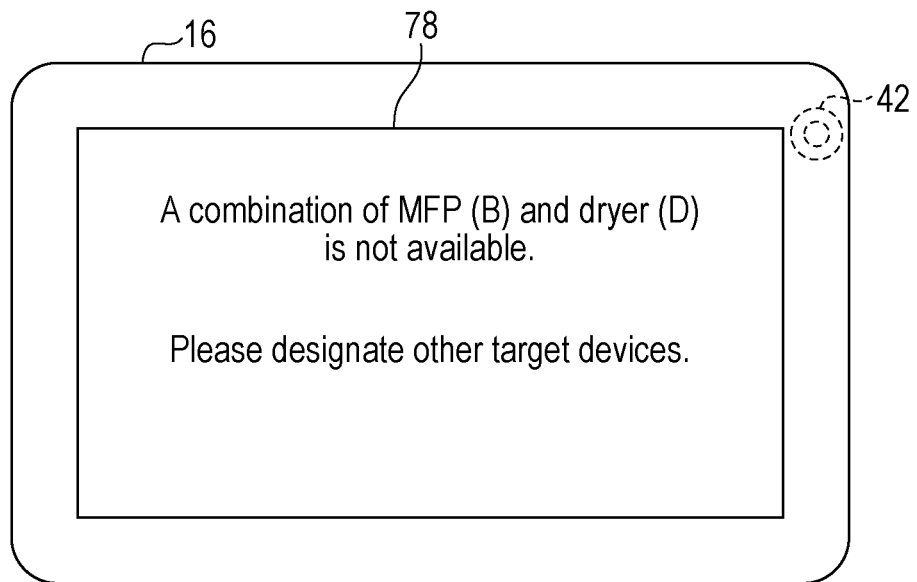 16
78
42
A combination of MFP (B) and dryer (D)
is not available.
Please designate other target devices.